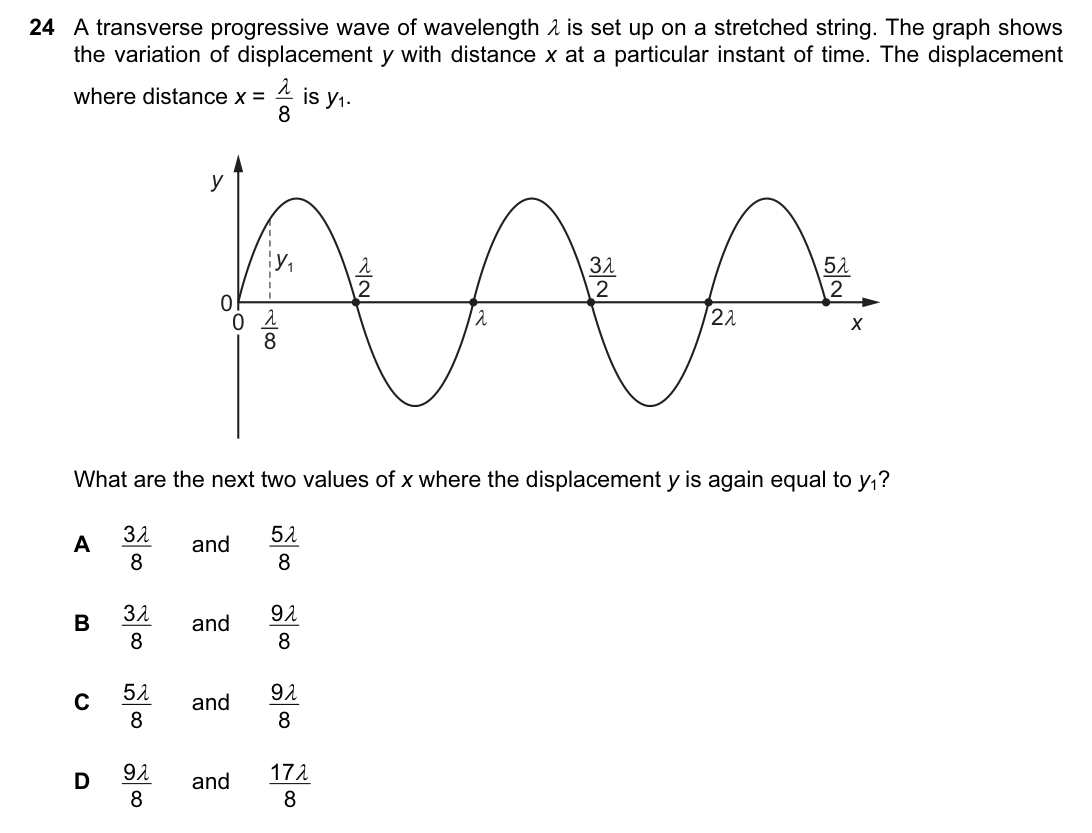 24 A transverse progressive wave of wavelength λ is set up on a stretched string. The graph shows
the variation of displacement y with distance x at a particular instant of time. The displacement
where distance x = λ/8 is y₁.
y
y₁
λ/2
3λ/2
5λ/2
0
0
λ/8
λ
2λ
x
What are the next two values of x where the displacement y is again equal to y₁?
A 3λ/8 and 5λ/8
B 3λ/8 and 9λ/8
C 5λ/8 and 9λ/8
D 9λ/8 and 17λ/8